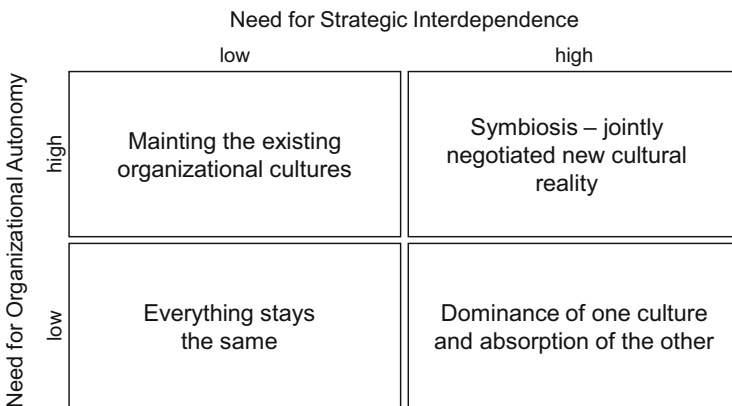 Need for Strategic Interdependence
low
high
Need for Organizational Autonomy
high
Mainting the existing
organizational cultures
Symbiosis – jointly
negotiated new cultural
reality
low
Everything stays
the same
Dominance of one culture
and absorption of the other